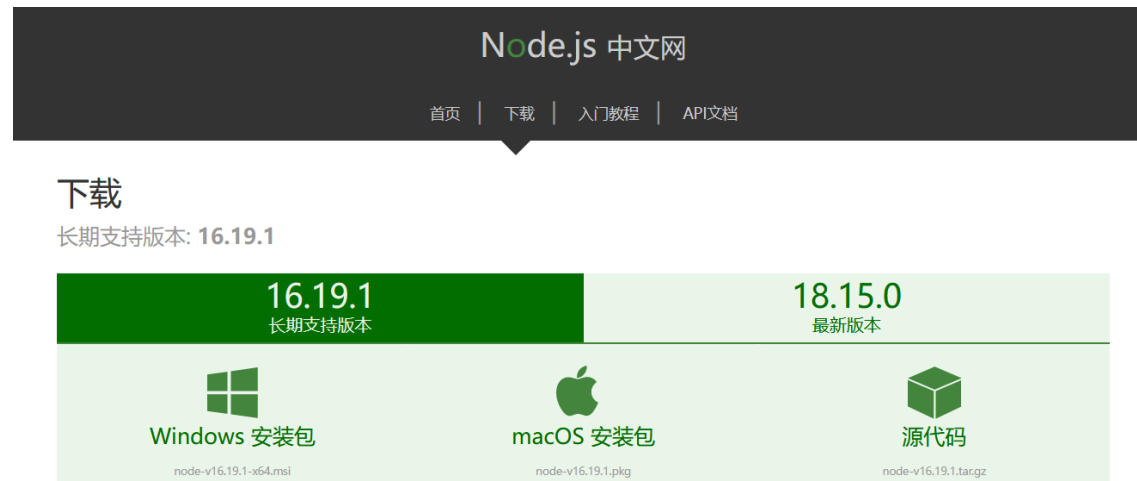 Node.js 中文网
首页 | 下载 | 入门教程 | API文档
下载
长期支持版本: 16.19.1
16.19.1
长期支持版本
18.15.0
最新版本
Windows 安装包
node-v16.19.1-x64.msi
macOS 安装包
node-v16.19.1.pkg
源代码
node-v16.19.1.tar.gz